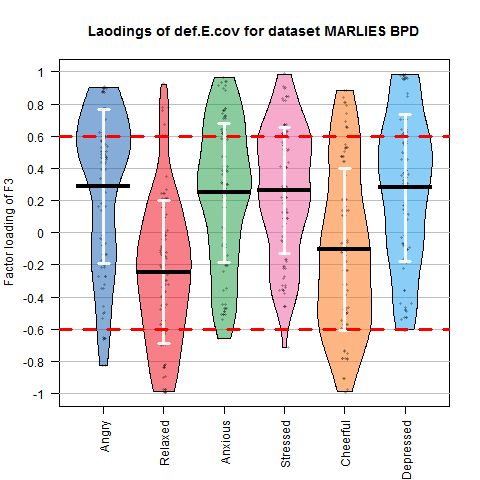 Laodings of def.E.cov for dataset MARLIES BPD
Factor loading of F3
1
0.8
0.6
0.4
0.2
0
-0.2
-0.4
-0.6
-0.8
-1
Angry
Relaxed
Anxious
Stressed
Cheerful
Depressed